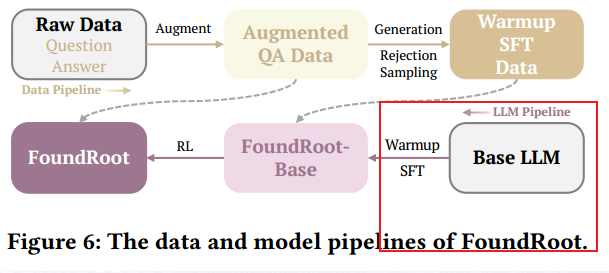 Raw Data
Question
Answer
Augment
Augmented
QA Data
Generation
Rejection
Sampling
Warmup
SFT
Data
Data Pipeline
LLM Pipeline
FoundRoot
RL
FoundRoot-
Base
Warmup
SFT
Base LLM
Figure 6: The data and model pipelines of FoundRoot.